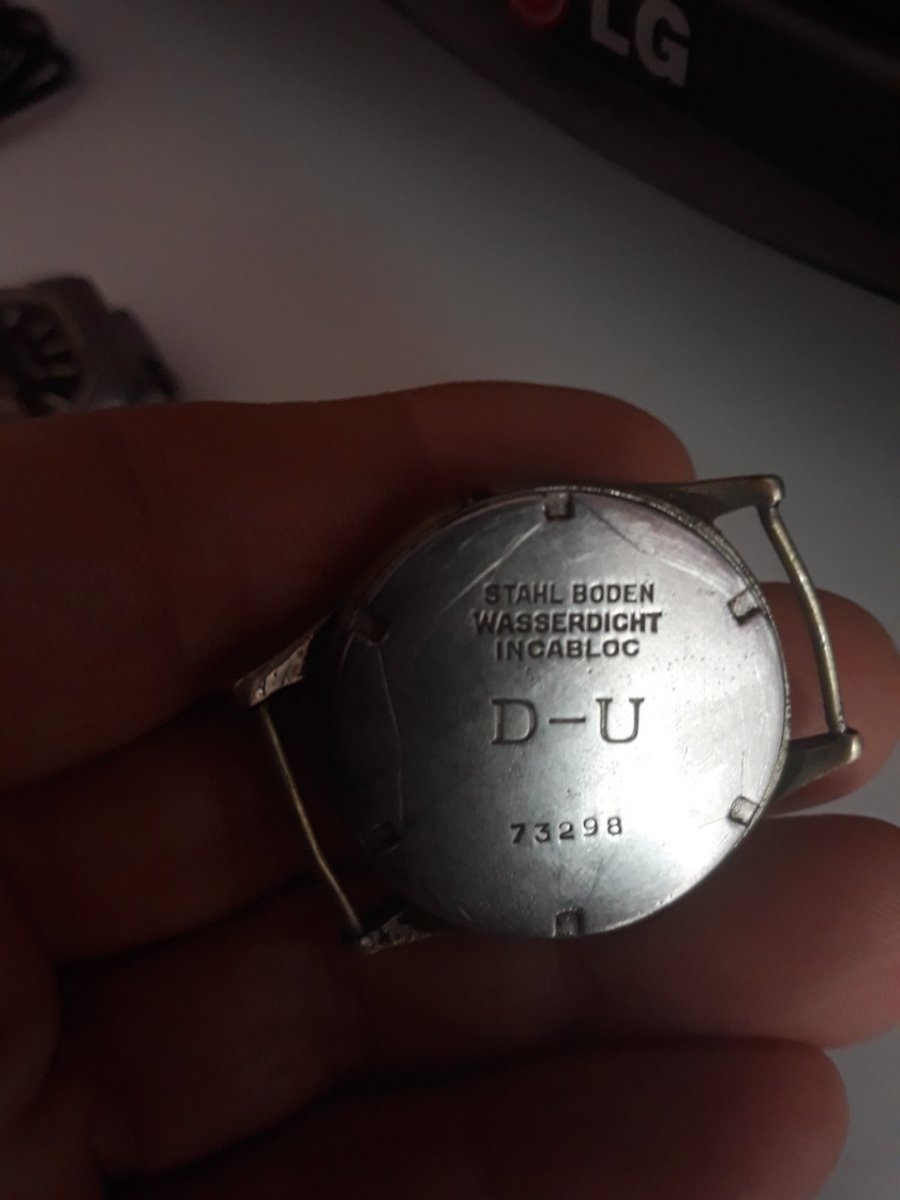 LG
STAHL BODEN
WASSERDICHT
INCABLOC
D-U
73298